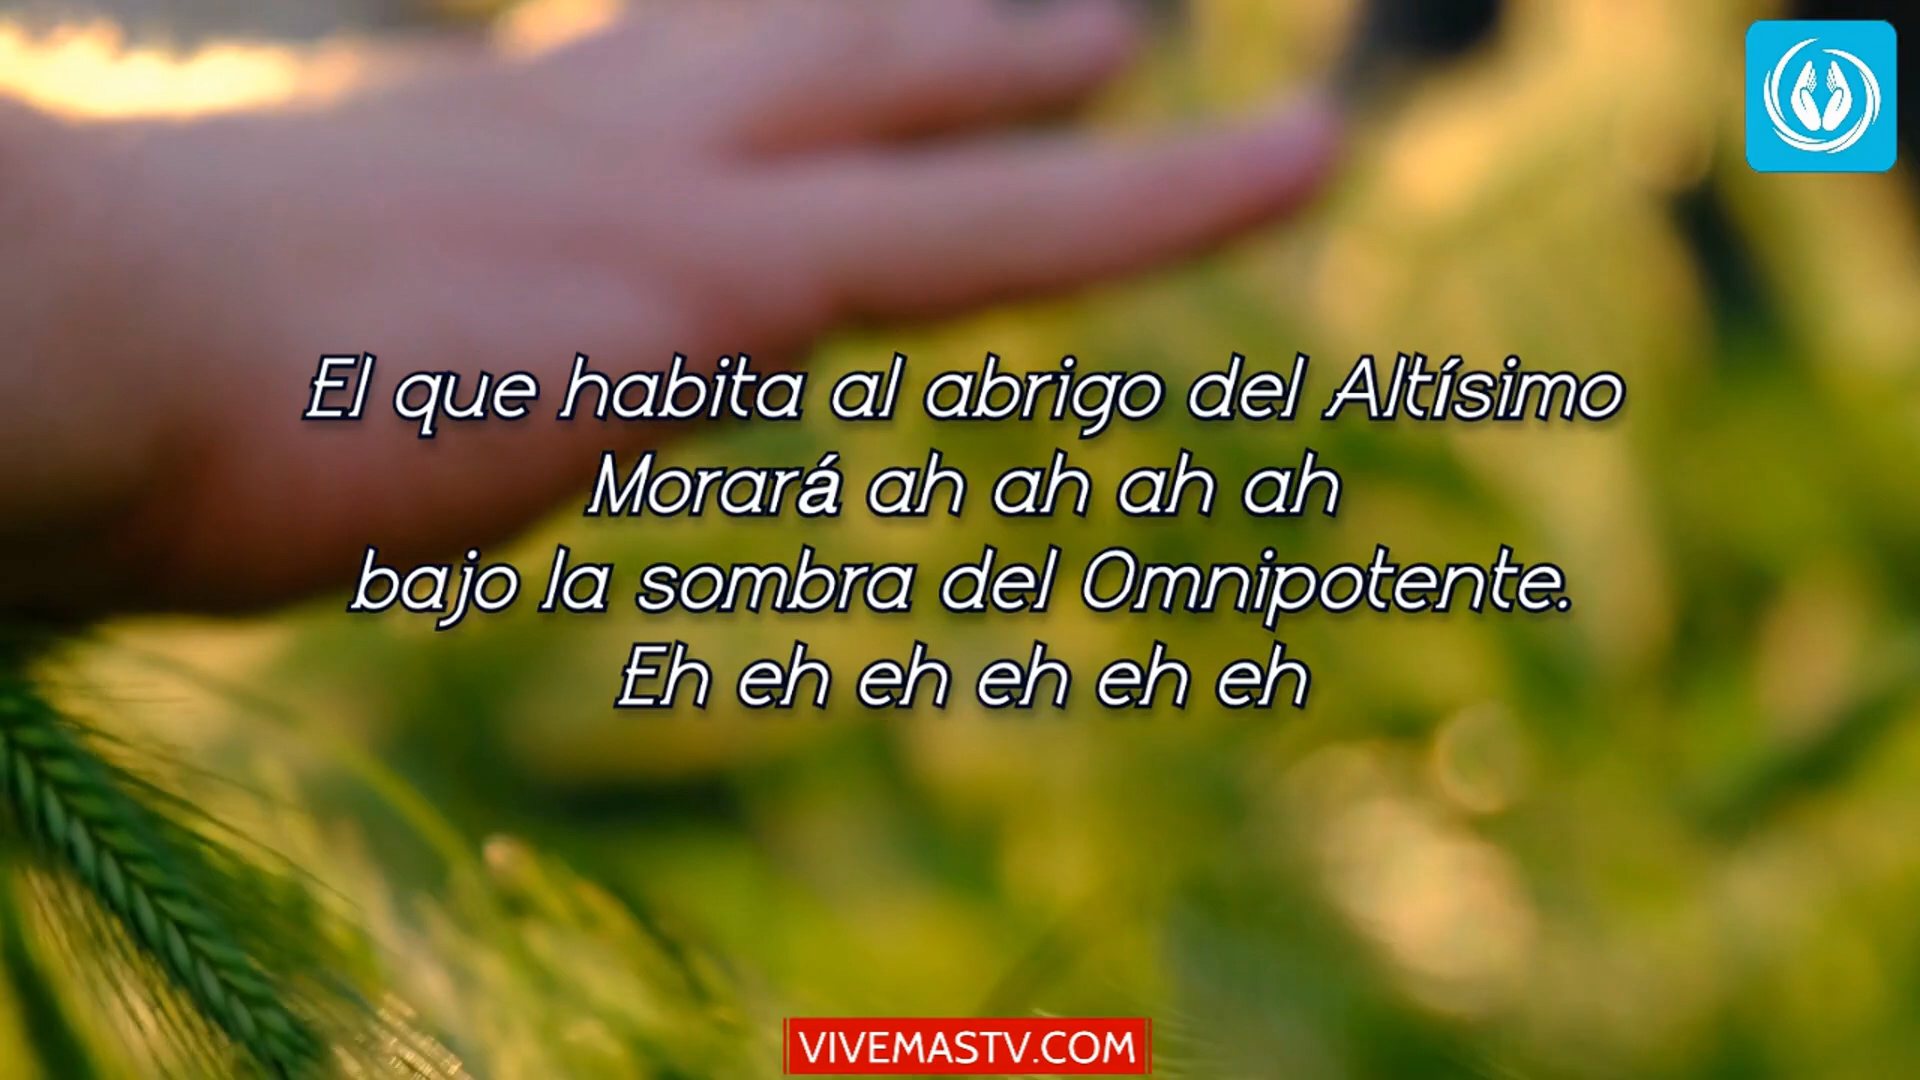 El que habita al abrigo del Altísimo
Morará ah ah ah ah
bajo la sombra del Omnipotente.
Eh eh eh eh eh eh
VIVEMASTV.COM